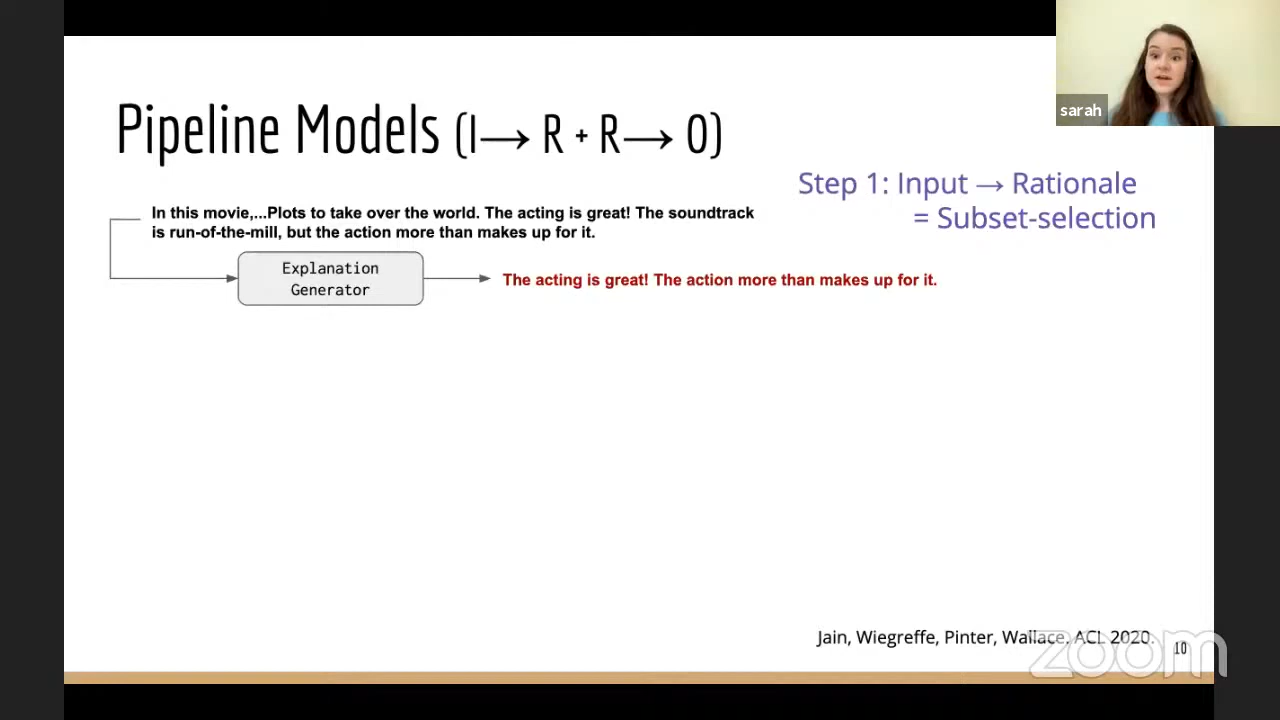 sarah
Pipeline Models (I→ R + R→ O)
Step 1: Input → Rationale
= Subset-selection
In this movie,...Plots to take over the world. The acting is great! The soundtrack
is run-of-the-mill, but the action more than makes up for it.
Explanation
Generator
The acting is great! The action more than makes up for it.
Jain, Wiegreffe, Pinter, Wallace. ACL 2020.
10
zoom